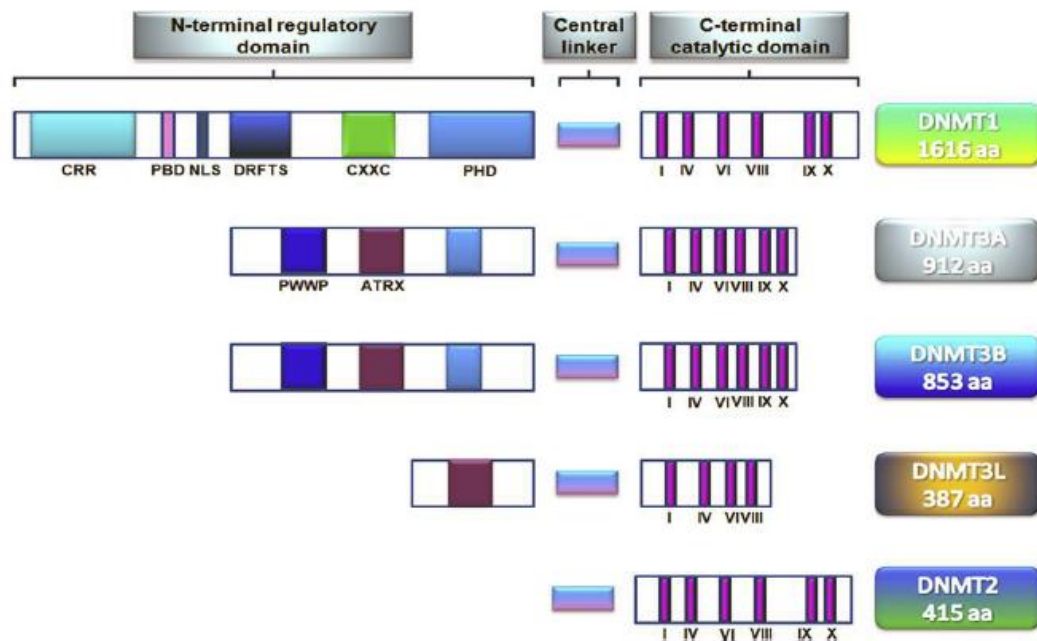 N-terminal regulatory
domain
Central
linker
C-terminal
catalytic domain
CRR PBD NLS DRFTS CXXC PHD
I IV VI VIII IX X
DNMT1
1616 aa
PWWP ATRX
I IV VI VIII IX X
DNMT3A
912 aa
I IV VI VIII IX X
DNMT3B
853 aa
I IV VI VIII
DNMT3L
387 aa
I IV VI VIII IX X
DNMT2
415 aa